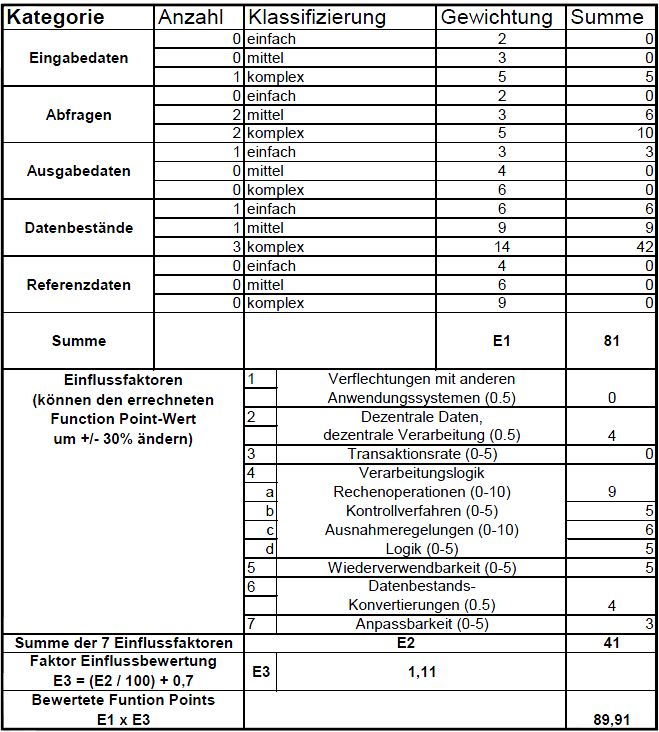 Kategorie Anzahl Klassifizierung Gewichtung Summe
0 einfach 2 0
Eingabedaten 0 mittel 3 0
1 komplex 5 5
0 einfach 2 0
Abfragen 2 mittel 3 6
2 komplex 5 10
1 einfach 3 3
Ausgabedaten 0 mittel 4 0
0 komplex 6 0
1 einfach 6 6
Datenbestände 1 mittel 9 9
3 komplex 14 42
0 einfach 4 0
Referenzdaten 0 mittel 6 0
0 komplex 9 0
Summe E1 81
Einflussfaktoren 1 Verflechtungen mit anderen
(können den errechneten Anwendungssystemen (0.5) 0
Function Point-Wert 2 Dezentrale Daten,
um +/- 30% ändern) dezentrale Verarbeitung (0.5) 4
3 Transaktionsrate (0-5) 0
4 Verarbeitungslogik
a Rechenoperationen (0-10) 9
b Kontrollverfahren (0-5) 5
c Ausnahmeregelungen (0-10) 6
d Logik (0-5) 5
5 Wiederverwendbarkeit (0-5) 5
6 Datenbestands-
Konvertierungen (0.5) 4
7 Anpassbarkeit (0-5) 3
Summe der 7 Einflussfaktoren E2 41
Faktor Einflussbewertung
E3 = (E2 / 100) + 0,7 E3 1,11
Bewertete Funtion Points
E1 x E3 89,91